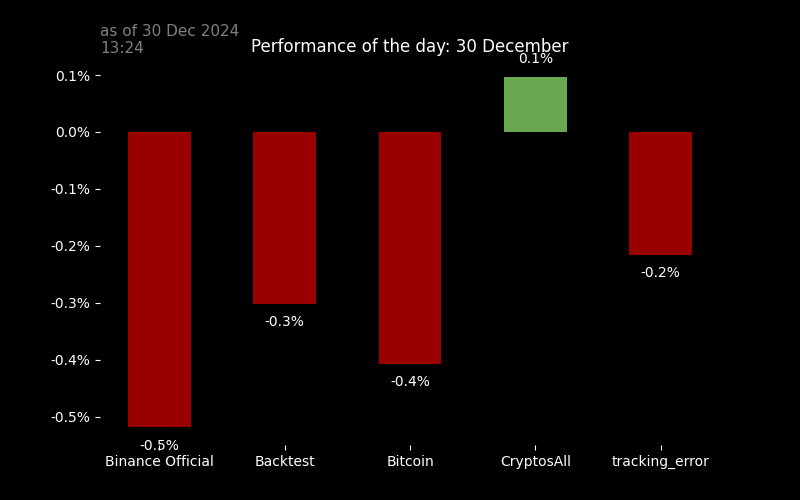 as of 30 Dec 2024
13:24
Performance of the day: 30 December
0.1%
0.1%
0.0%
-0.1%
-0.2%
-0.3%
-0.4%
-0.5%
-0.2%
-0.3%
-0.4%
-0.5%
Binance Official
Backtest
Bitcoin
CryptosAll
tracking_error